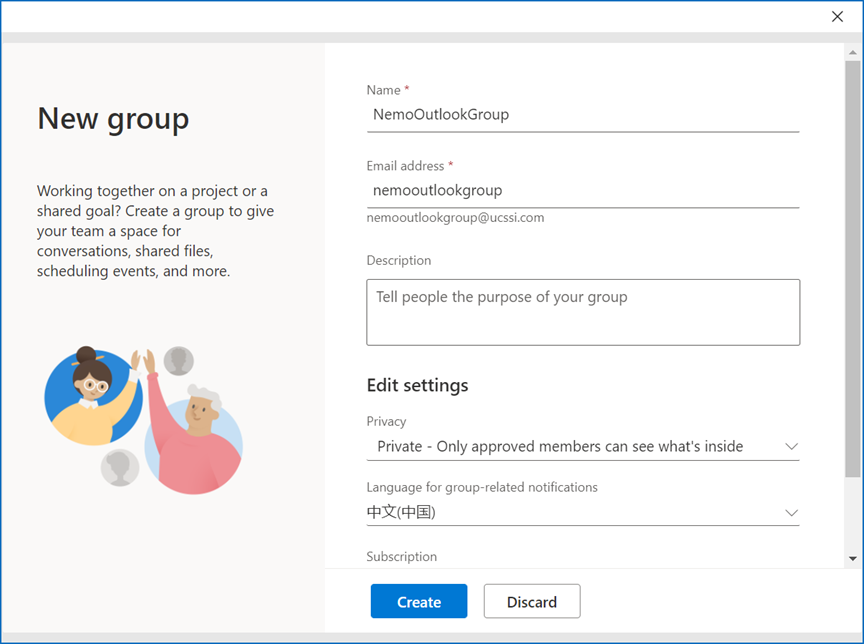 New group
Working together on a project or a
shared goal? Create a group to give
your team a space for
conversations, shared files,
scheduling events, and more.
Name *
NemoOutlookGroup
Email address *
nemooutlookgroup
nemooutlookgroup@ucssi.com
Description
Tell people the purpose of your group
Edit settings
Privacy
Private - Only approved members can see what's inside
Language for group-related notifications
中文(中国)
Subscription
Create
Discard